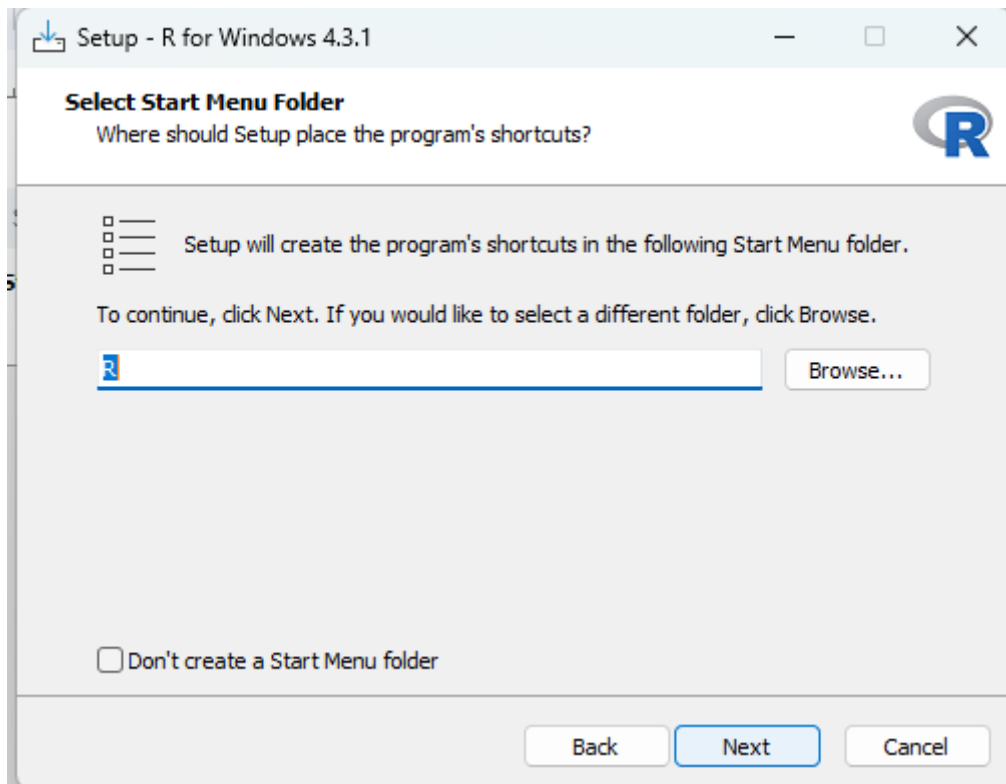 Setup - R for Windows 4.3.1
Select Start Menu Folder
Where should Setup place the program's shortcuts?
R
Setup will create the program's shortcuts in the following Start Menu folder.
To continue, click Next. If you would like to select a different folder, click Browse.
R
Browse...
Don't create a Start Menu folder
Back
Next
Cancel